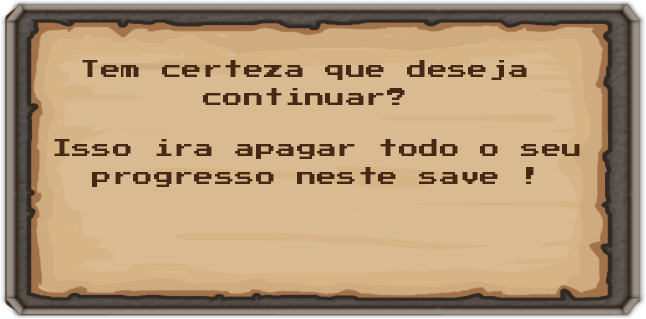 Tem certeza que deseja
continuar?
Isso ira apagar todo o seu
progresso neste save !